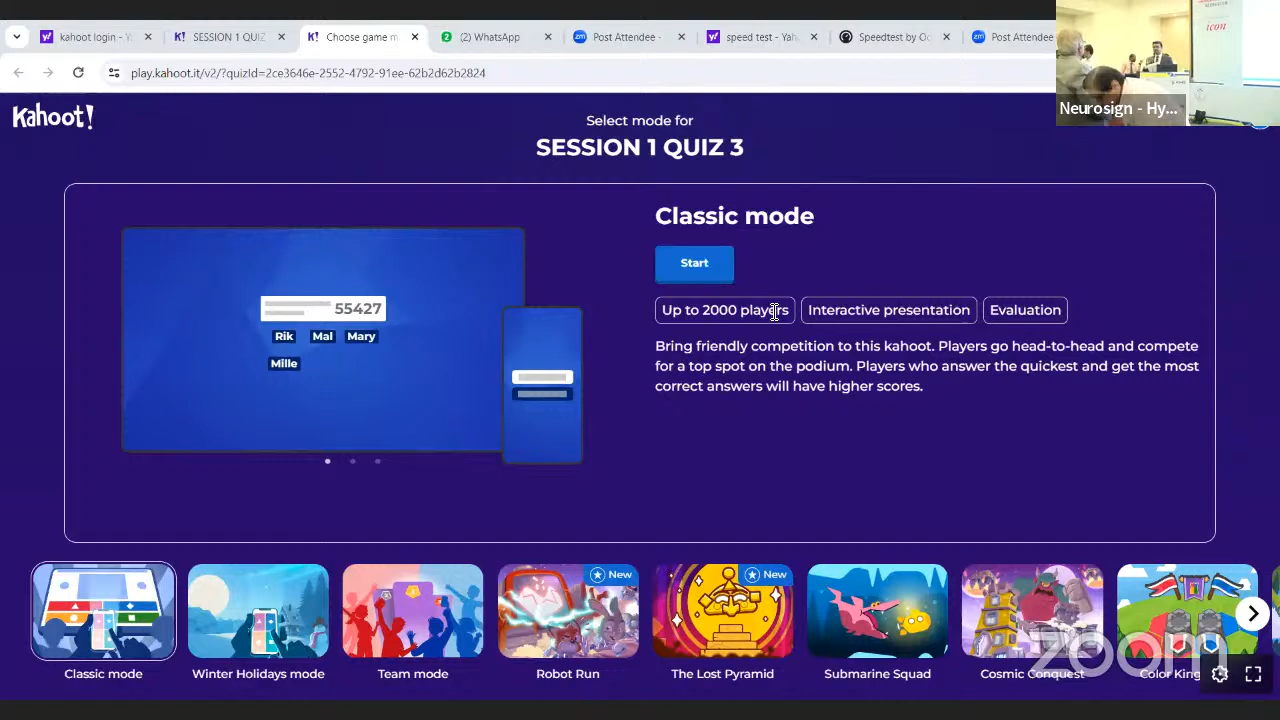 kahoot login - Y
SESSION 1 QUIZ
Choose game m
(2) WhatsA
Post Attendee -
speed test - Ya
Speedtest by Oo
Post Attendee
play.kahoot.it/v2/?quizId=2ce3646e-2552-4792-91ee-62b2d62b2824
icon
Neurosign - Hy...
Kahoot!
Select mode for
SESSION 1 QUIZ 3
Classic mode
Start
Up to 2000 players
Interactive presentation
Evaluation
Bring friendly competition to this kahoot. Players go head-to-head and compete
for a top spot on the podium. Players who answer the quickest and get the most
correct answers will have higher scores.
55427
Rik
Mal
Mary
Mille
New
New
Classic mode
Winter Holidays mode
Team mode
Robot Run
The Lost Pyramid
Submarine Squad
Cosmic Conquest
Color King
zoom